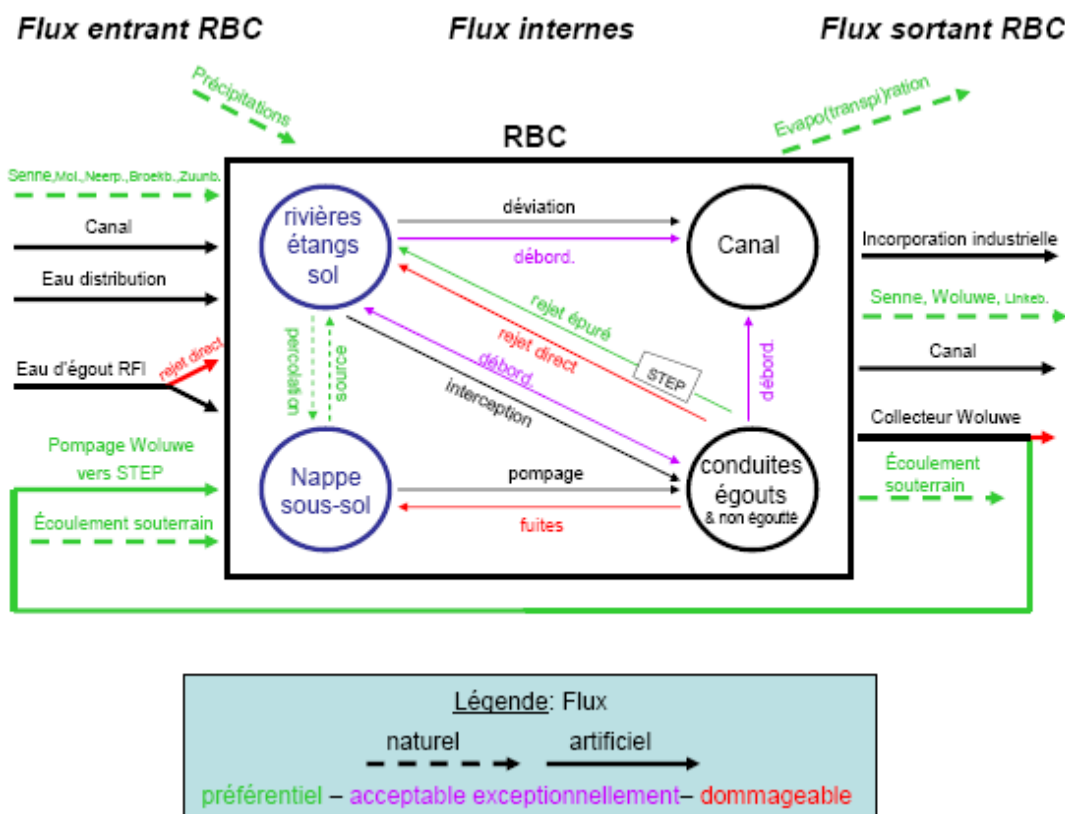 Flux entrant RBC
Flux internes
Flux sortant RBC
Précipitations
Evapo(transpi)ration
RBC
Senne,Mol.,Neerp.,Broekb.,Zuunb.
Canal
Eau distribution
Eau d'égout RFI
rejet direct
Pompage Woluwe
vers STEP
Écoulement souterrain
rivières
étangs
sol
déviation
débord.
Canal
rejet épuré
STEP
rejet direct
débord.
interception
percolation
source
débord.
Nappe
sous-sol
pompage
fuites
conduites
égouts
& non égoutté
Incorporation industrielle
Senne, Woluwe, Linkeb.
Canal
Collecteur Woluwe
Écoulement
souterrain
Légende: Flux
naturel
artificiel
préférentiel – acceptable exceptionnellement– dommageable